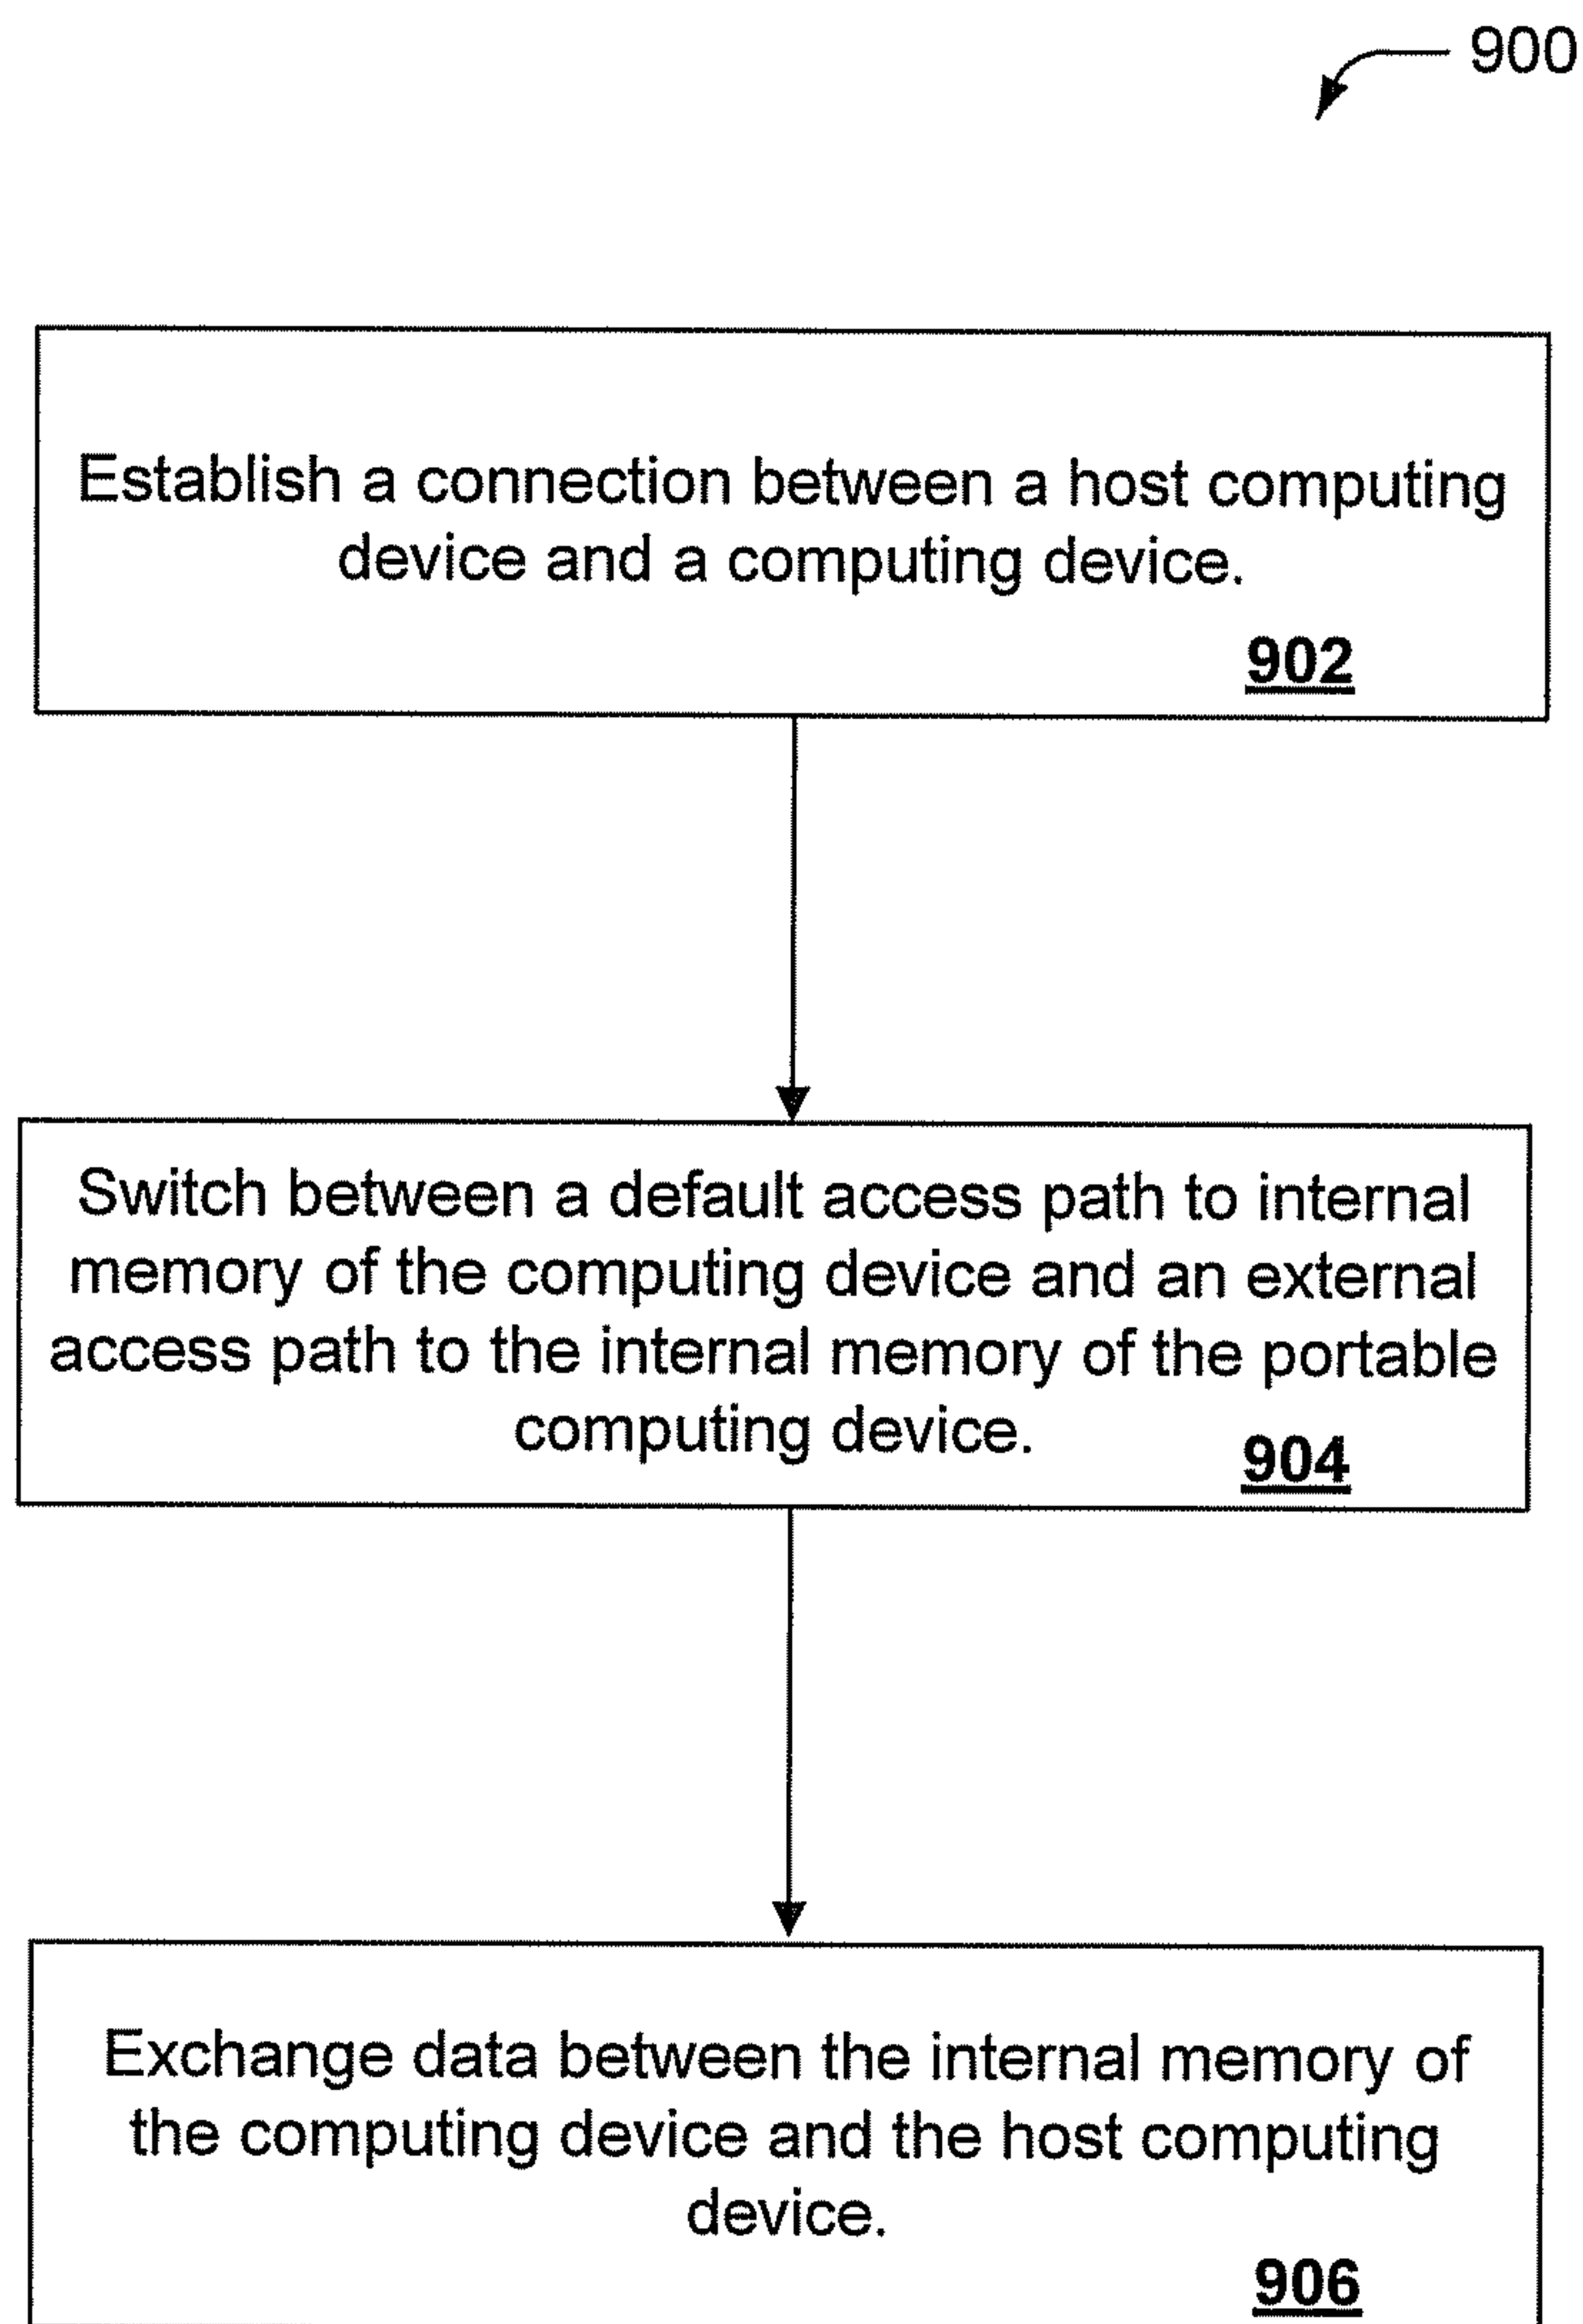 900
Establish a connection between a host computing
device and a computing device.
902
Switch between a default access path to internal
memory of the computing device and an external
access path to the internal memory of the portable
computing device.
904
Exchange data between the internal memory of
the computing device and the host computing
device.
906